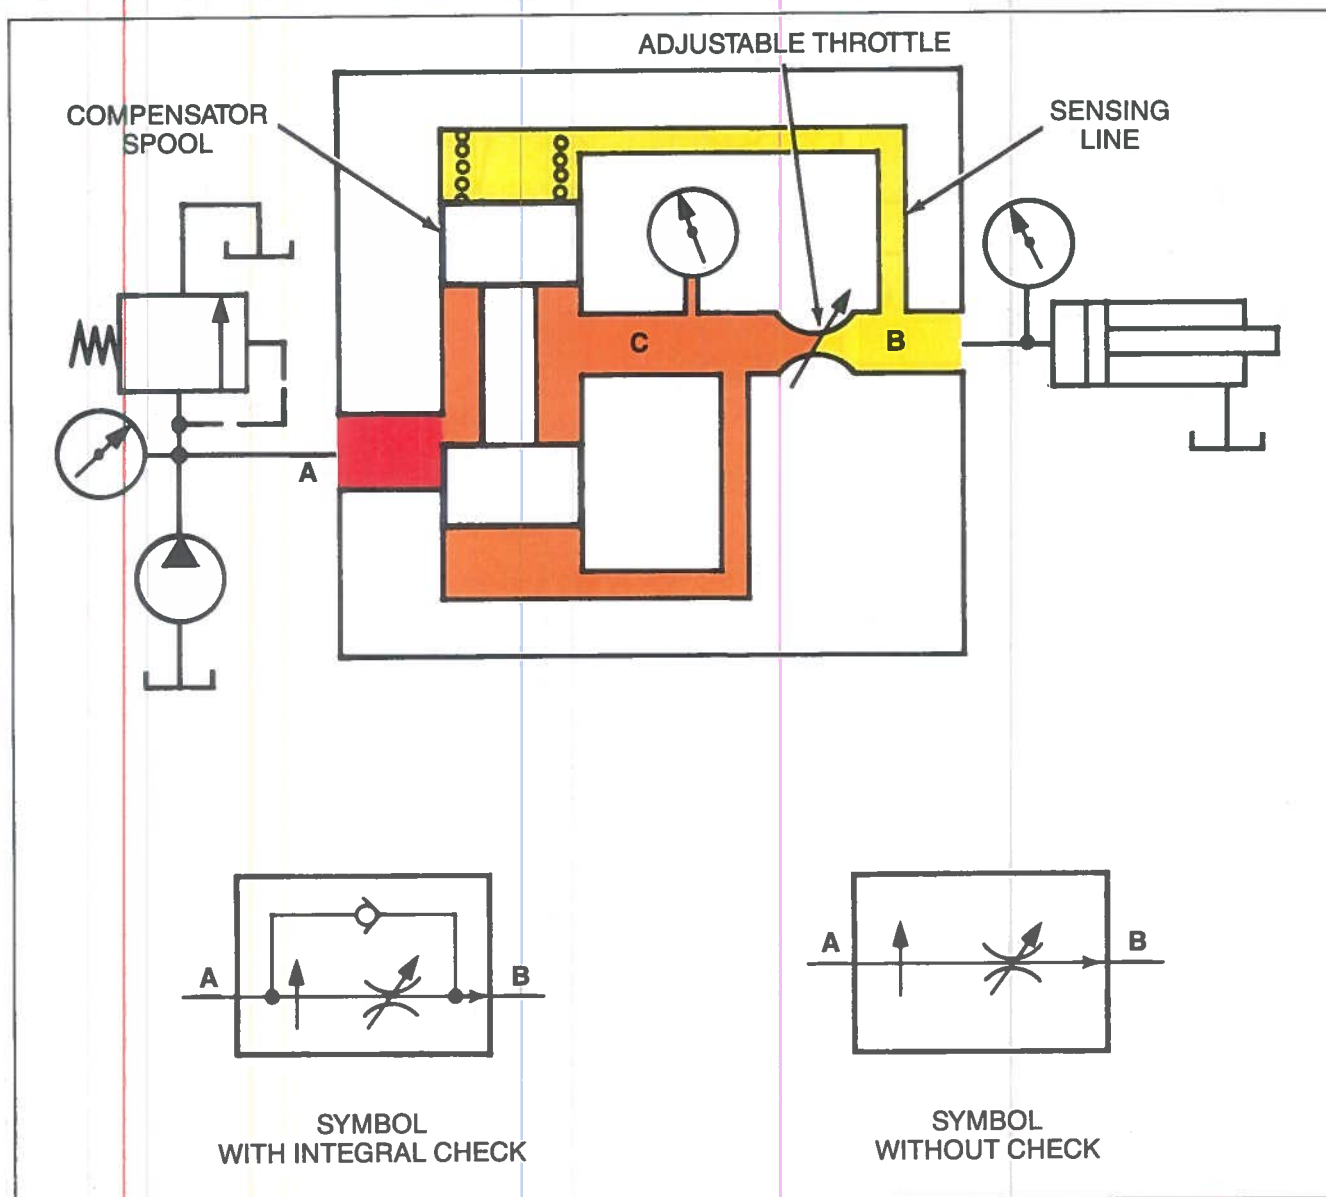 ADJUSTABLE THROTTLE
COMPENSATOR
SPOOL
SENSING
LINE
C
B
A
A
B
A
B
SYMBOL
WITH INTEGRAL CHECK
SYMBOL
WITHOUT CHECK